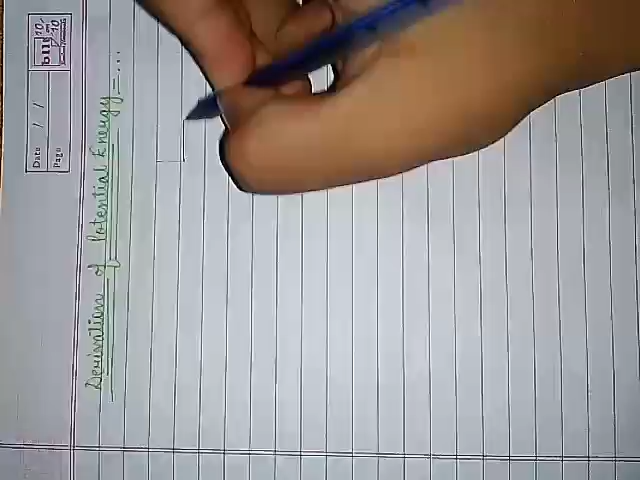 Date / /
Page
Derivation of Potential Energy = ...